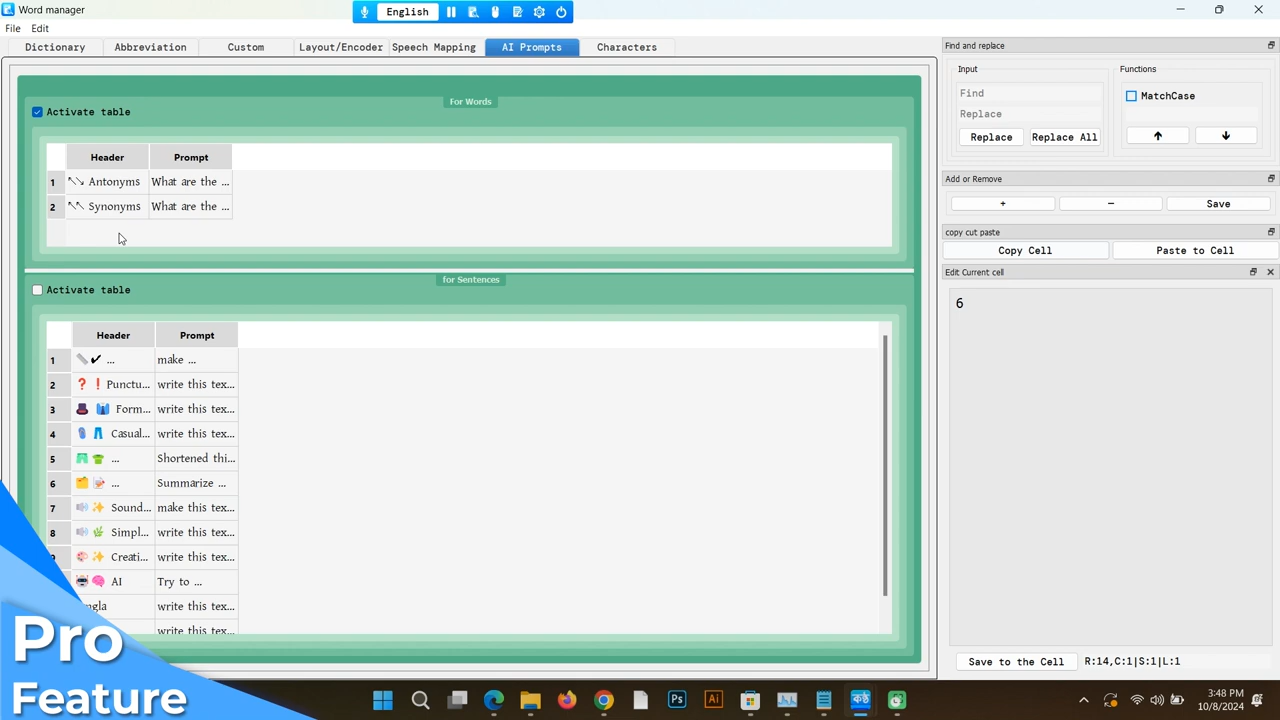 Word manager
English
File Edit
Dictionary Abbreviation Custom Layout/Encoder Speech Mapping AI Prompts Characters
For Words
Activate table
Header Prompt
1 Antonyms What are the ...
2 Synonyms What are the ...
for Sentences
Activate table
Header Prompt
1 ✔ ... make ...
2 ❓ ❗ Punctu... write this tex...
3 Form... write this tex...
4 Casual... write this tex...
5 ... Shortened thi...
6 ... Summarize ...
7 Sound... make this tex...
8 Simpl... write this tex...
9 Creati... write this tex...
AI Try to ...
write this tex...
write this tex...
Find and replace
Input Functions
Find
MatchCase
Replace
Replace Replace All ↑ ↓
Add or Remove
+ − Save
copy cut paste
Copy Cell Paste to Cell
Edit Current cell
6
Save to the Cell R:14,C:1|S:1|L:1
Pro
Feature
Ps Ai
3:48 PM
10/8/2024